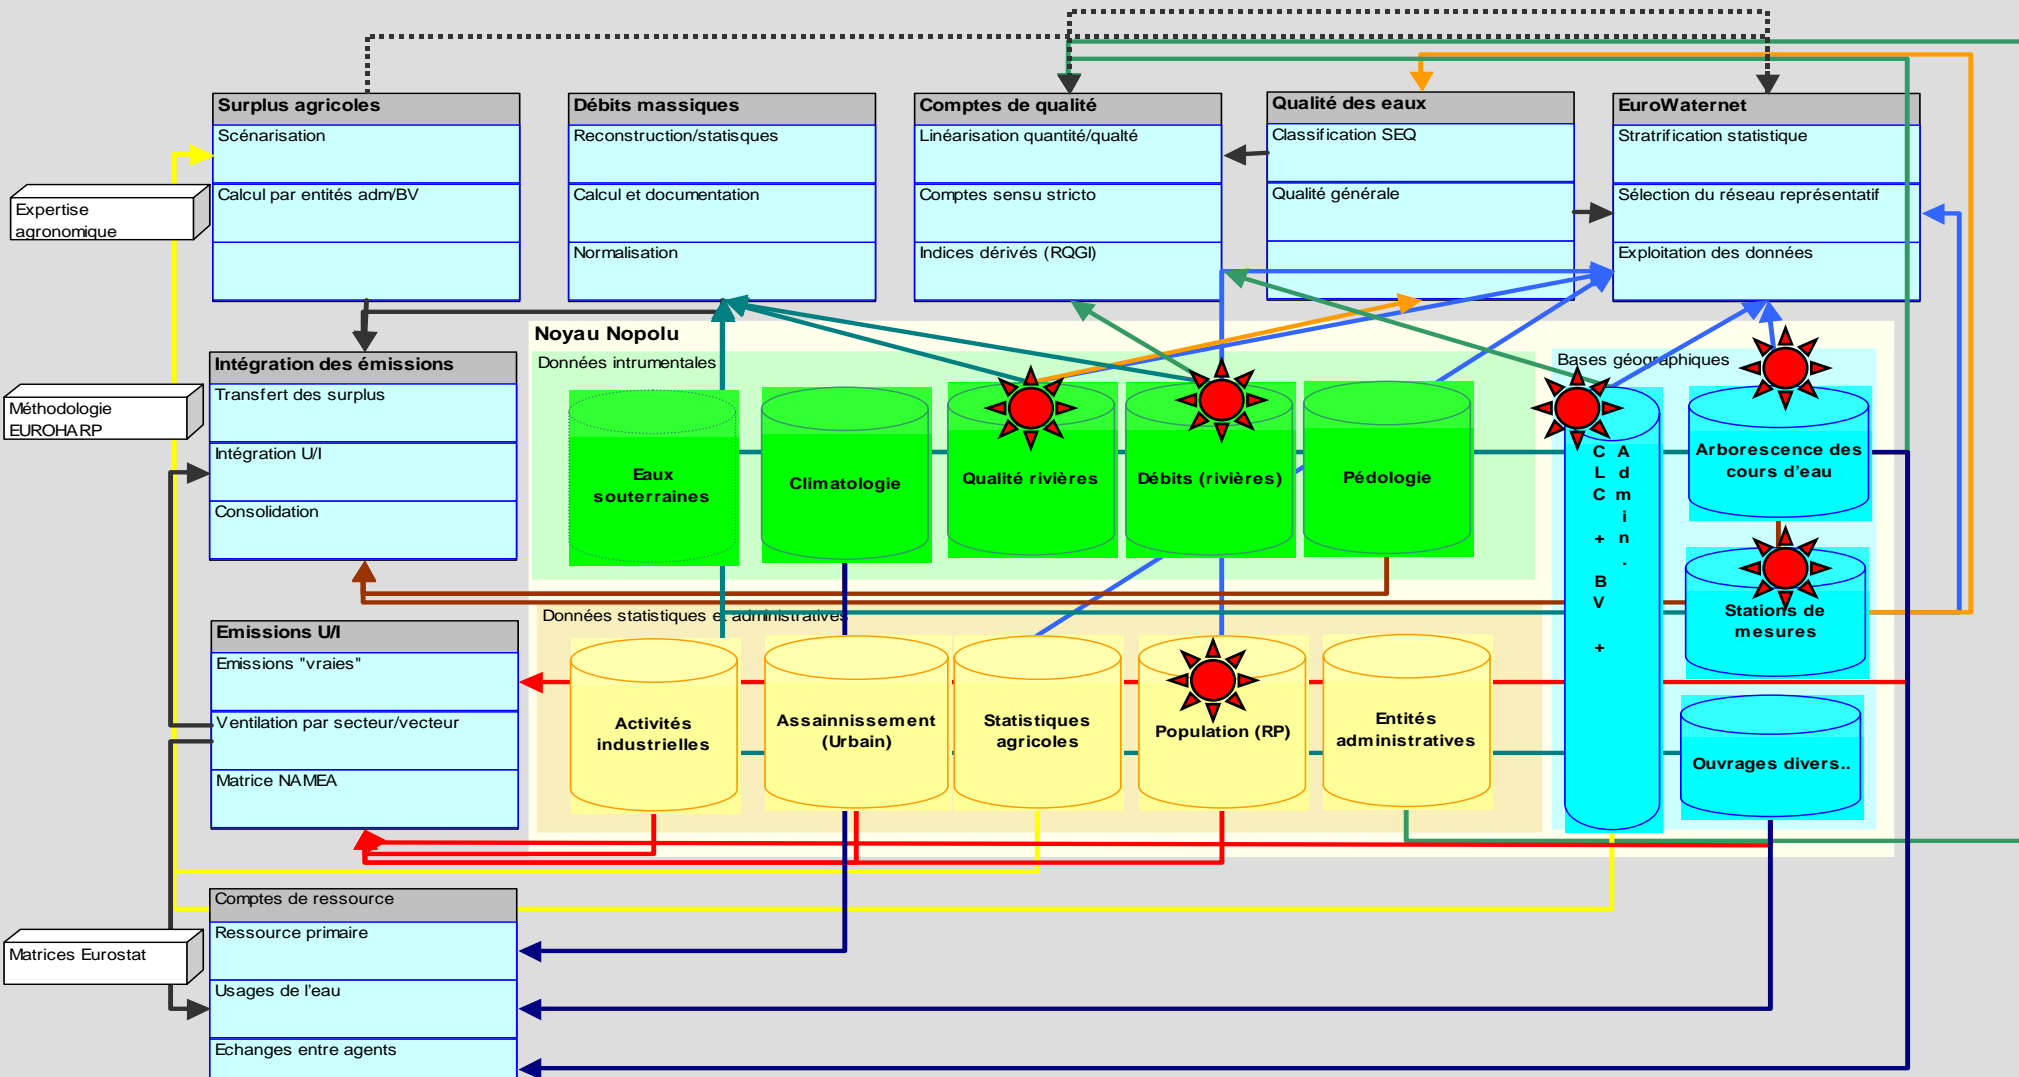 Surplus agricoles
Scénarisation
Calcul par entités adm/BV
Débits massiques
Reconstruction/statisques
Calcul et documentation
Normalisation
Comptes de qualité
Linéarisation quantité/qualté
Comptes sensu stricto
Indices dérivés (RQGI)
Qualité des eaux
Classification SEQ
Qualité générale
EuroWaternet
Stratrification statistique
Sélection du réseau représentatif
Exploitation des données
Expertise
agronomique
Noyau Nopolu
Données intrumentales
Bases géographiques
Intégration des émissions
Transfert des surplus
Intégration U/I
Consolidation
Méthodologie
EUROHARP
Eaux
souterraines
Climatologie
Qualité rivières
Débits (rivières)
Pédologie
CLC + BV +
Admin.
Arborescence des
cours d'eau
Stations de
mesures
Ouvrages divers..
Données statistiques et administratives
Emissions U/I
Emissions "vraies"
Ventilation par secteur/vecteur
Matrice NAMEA
Activités
industrielles
Assainnissement
(Urbain)
Statistiques
agricoles
Population (RP)
Entités
administratives
Comptes de ressource
Ressource primaire
Usages de l'eau
Echanges entre agents
Matrices Eurostat